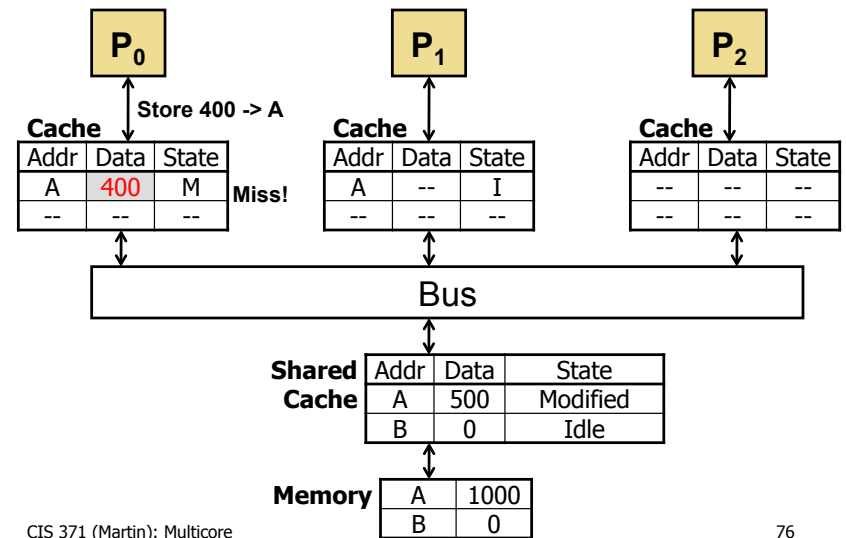 P0 P1 P2
Store 400 -> A
Cache Cache Cache
Addr Data State Addr Data State Addr Data State
A 400 M Miss! A -- I -- -- --
-- -- -- -- -- -- -- -- --
Bus
Shared Addr Data State
Cache A 500 Modified
B 0 Idle
Memory A 1000
B 0
CIS 371 (Martin): Multicore 76